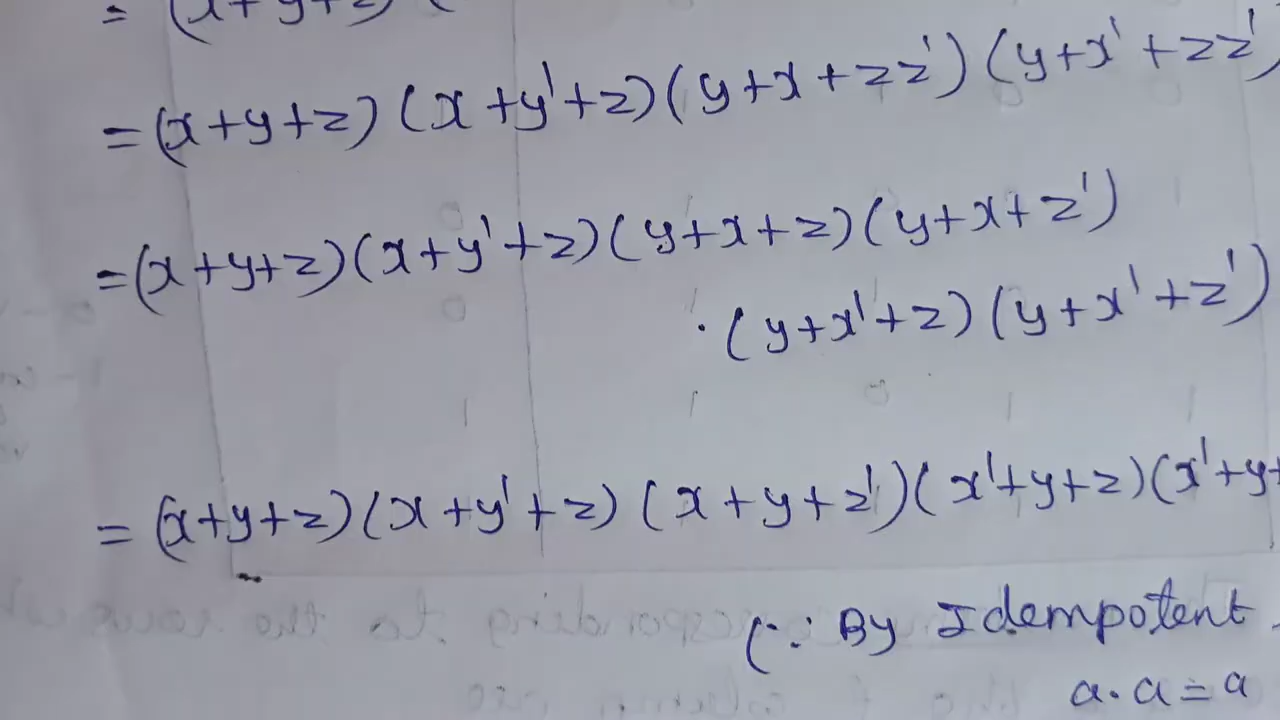 = (x+y+z)(
= (x+y+z)(x+y'+z)(y+x+zz')(y+x'+zz')
= (x+y+z)(x+y'+z)(y+x+z)(y+x+z')
·(y+x'+z)(y+x'+z')
= (x+y+z)(x+y'+z)(x+y+z')(x'+y+z)(x'+y+
(∵ By Idempotent
a.a=a